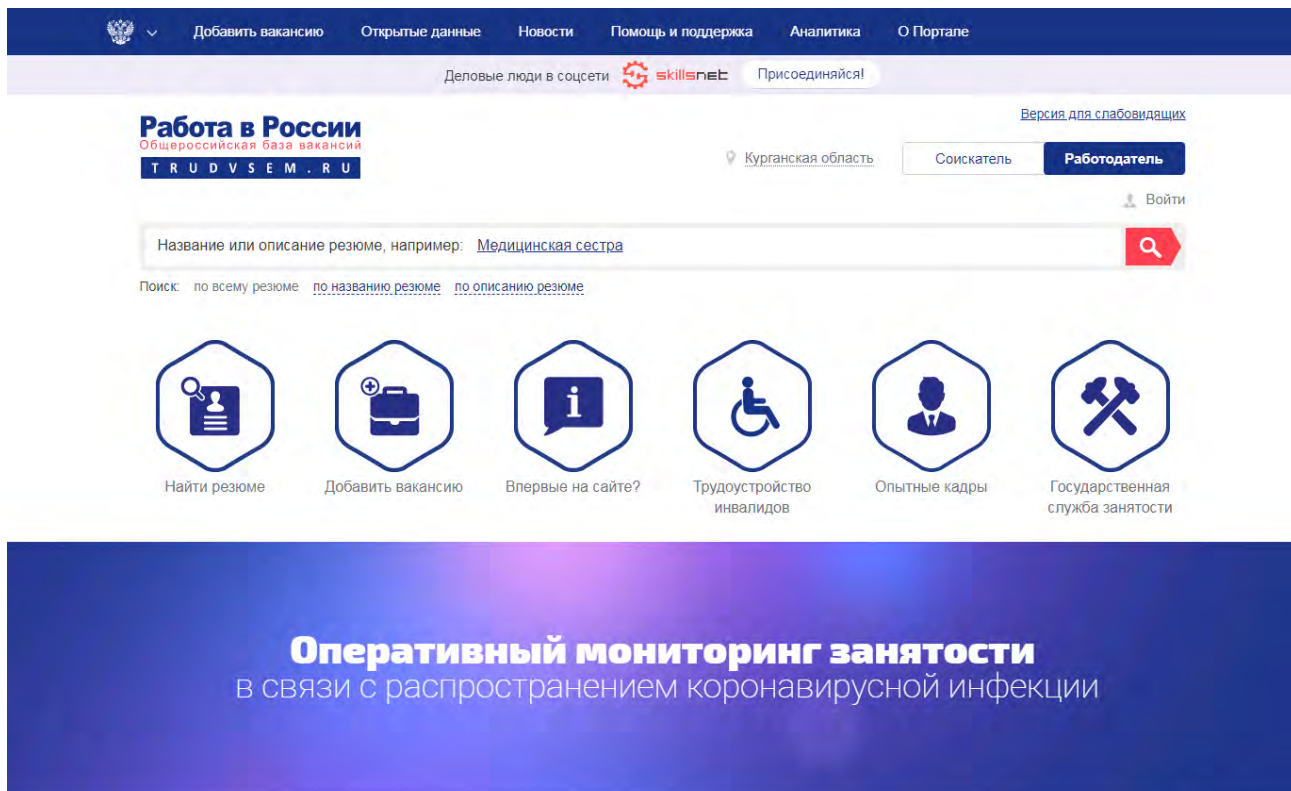 Добавить вакансию Открытые данные Новости Помощь и поддержка Аналитика О Портале
Деловые люди в соцсети skillsnet Присоединяйся!
Версия для слабовидящих
Работа в России
Общероссийская база вакансий
TRUDVSEM.RU
Курганская область Соискатель Работодатель
Войти
Название или описание резюме, например: Медицинская сестра
Поиск: по всему резюме по названию резюме по описанию резюме
Найти резюме Добавить вакансию Впервые на сайте? Трудоустройство инвалидов Опытные кадры Государственная служба занятости
Оперативный мониторинг занятости
в связи с распространением коронавирусной инфекции